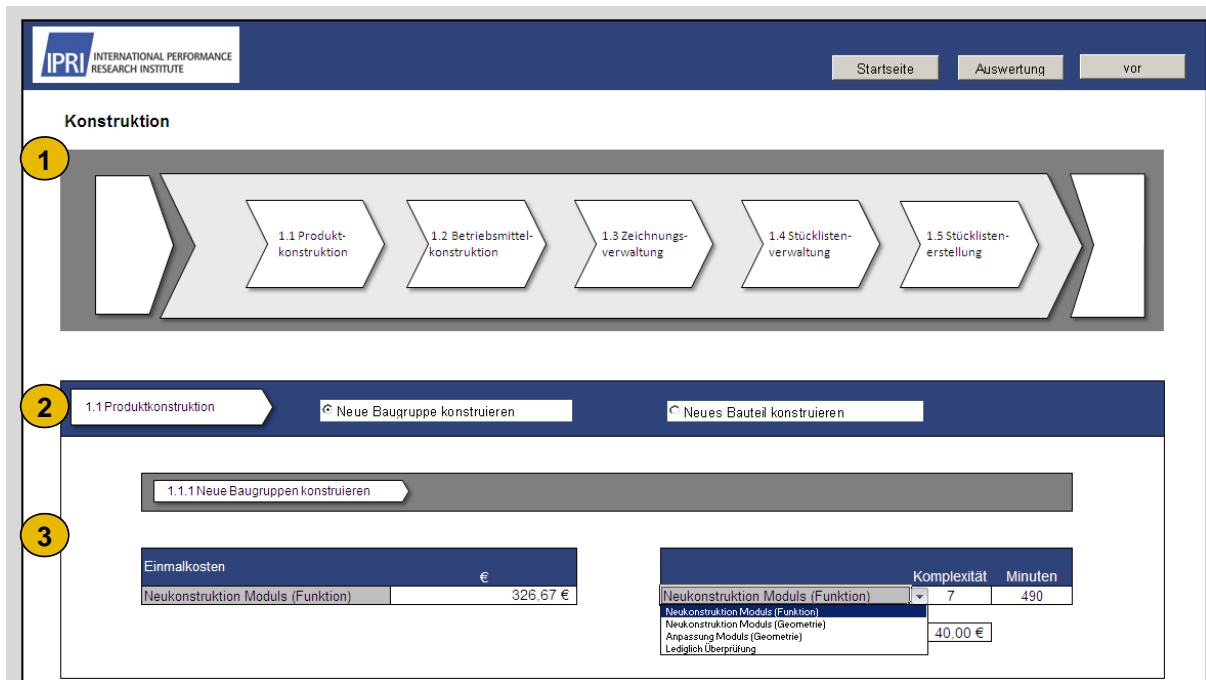 IPRI
INTERNATIONAL PERFORMANCE
RESEARCH INSTITUTE
Startseite
Auswertung
vor
Konstruktion
1
1.1 Produkt-
konstruktion
1.2 Betriebsmittel-
konstruktion
1.3 Zeichnungs-
verwaltung
1.4 Stücklisten-
verwaltung
1.5 Stücklisten-
erstellung
2
1.1 Produktkonstruktion
Neue Baugruppe konstruieren
Neues Bauteil konstruieren
1.1.1 Neue Baugruppen konstruieren
3
Einmalkosten €
Neukonstruktion Moduls (Funktion) 326,67 €
Komplexität Minuten
Neukonstruktion Moduls (Funktion) 7 490
Neukonstruktion Moduls (Funktion)
Neukonstruktion Moduls (Geometrie)
Anpassung Moduls (Geometrie)
Lediglich Überprüfung
40,00 €